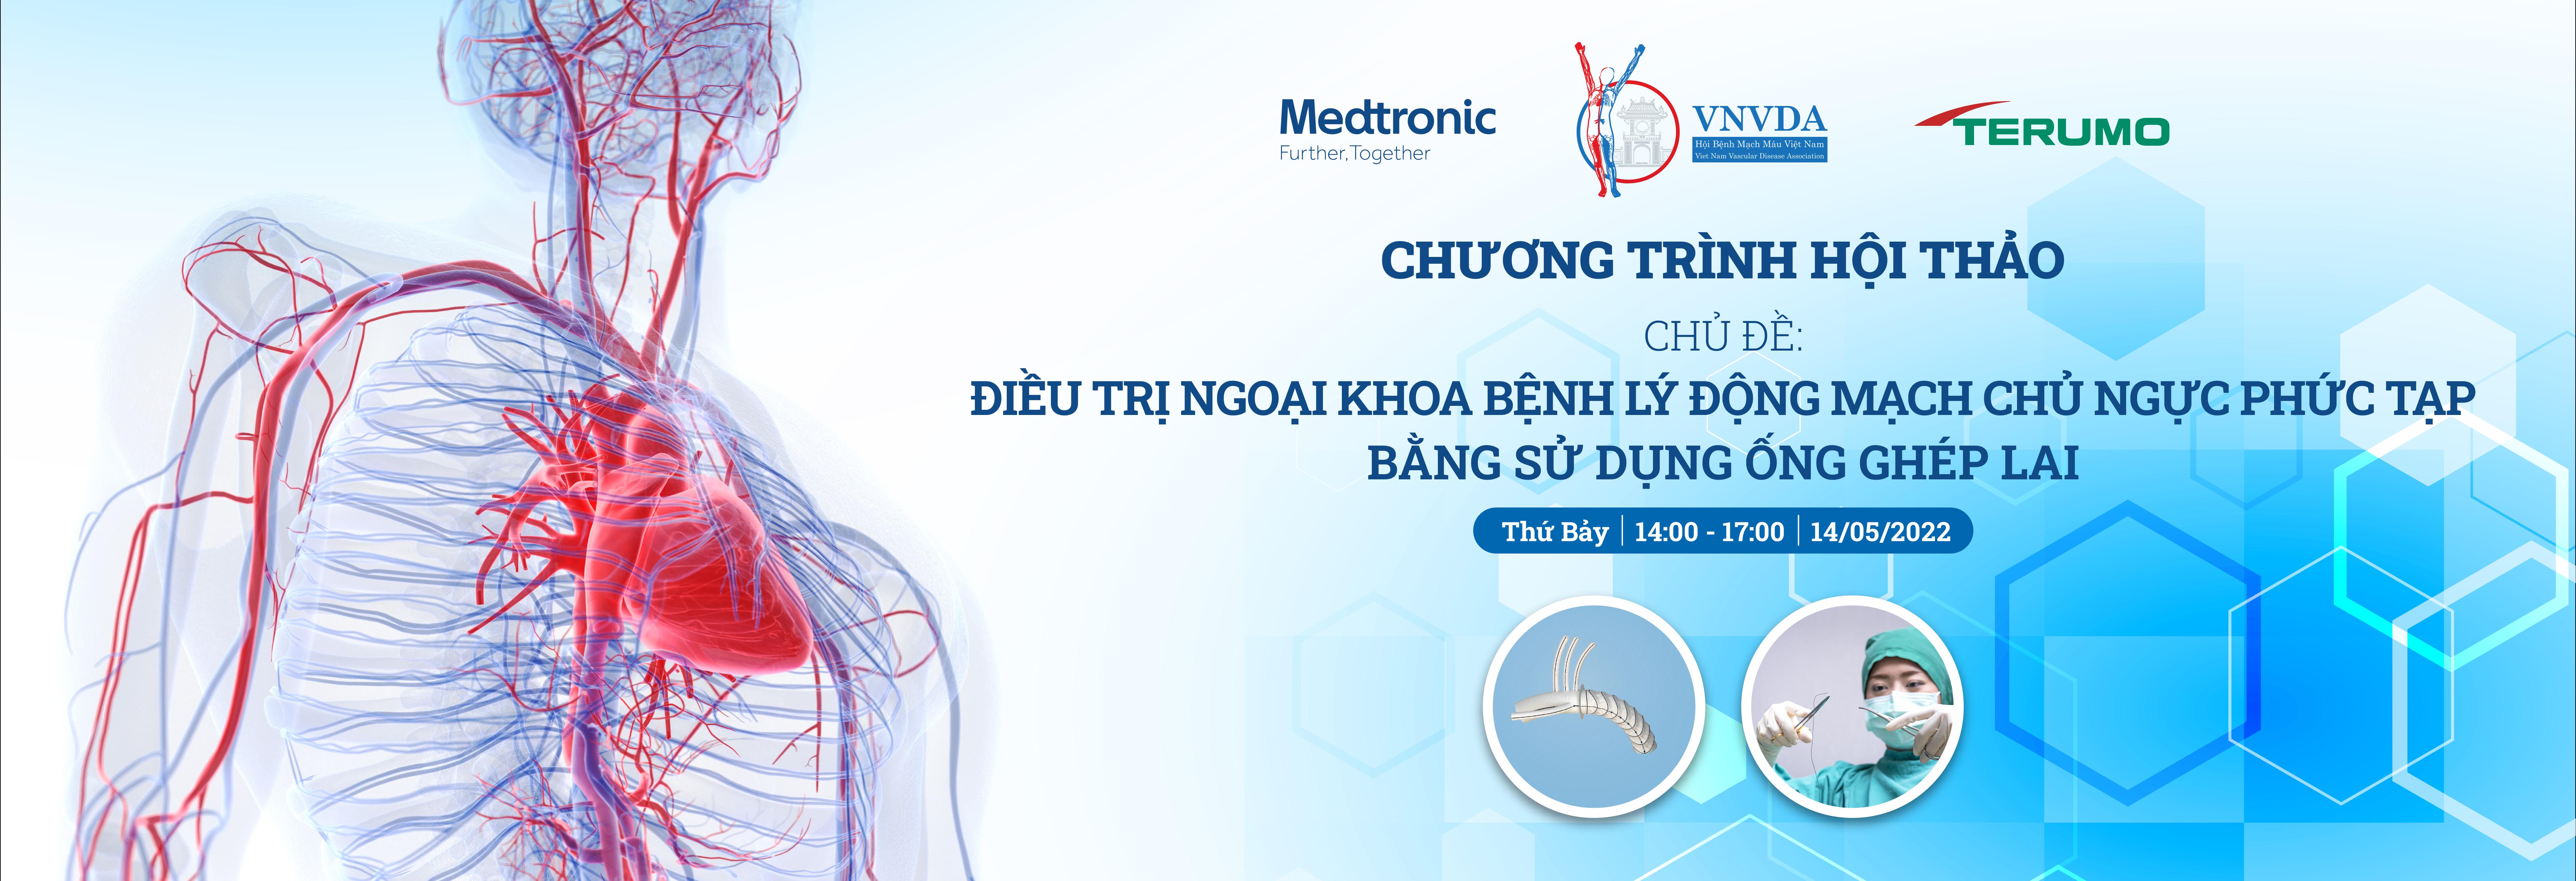 Medtronic
Further,Together
VNVDA
Hội Bệnh Mạch Máu Việt Nam
Viet Nam Vascular Disease Association
TERUMO
CHƯƠNG TRÌNH HỘI THẢO
CHỦ ĐỀ:
ĐIỀU TRỊ NGOẠI KHOA BỆNH LÝ ĐỘNG MẠCH CHỦ NGỰC PHỨC TẠP
BẰNG SỬ DỤNG ỐNG GHÉP LAI
Thứ Bảy | 14:00 - 17:00 | 14/05/2022